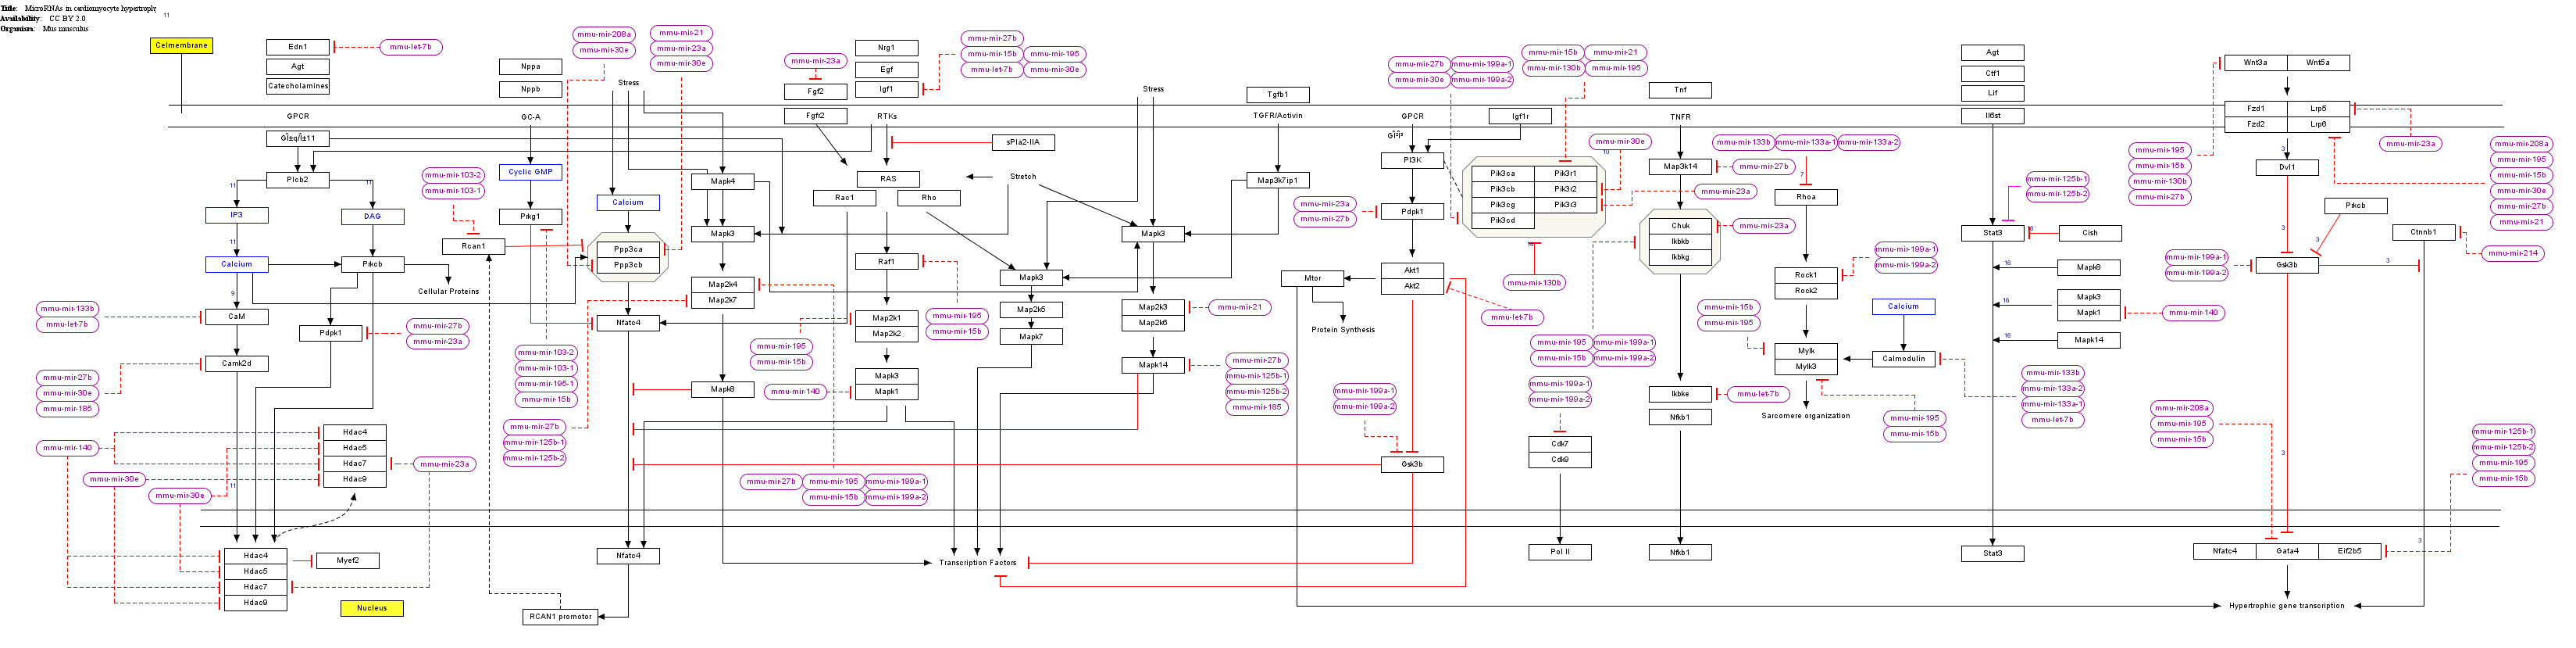 Title: MicroRNAs in cardiomyocyte hypertrophy
Availability: CC BY 2.0
Organism: Mus musculus
11
Celmembrane
Edn1
mmu-let-7b
Agt
Catecholamines
GPCR
Gαq/α11
Plcb2
11
11
IP3
DAG
11
Calcium
Prkcb
Cellular Proteins
9
CaM
mmu-mir-133b
mmu-let-7b
Pdpk1
mmu-mir-27b
mmu-mir-23a
Camk2d
mmu-mir-27b
mmu-mir-30e
mmu-mir-185
mmu-mir-140
mmu-mir-30e
mmu-mir-30e
11
Hdac4
Hdac5
Hdac7
Hdac9
mmu-mir-23a
Hdac4
Hdac5
Hdac7
Hdac9
Myef2
Nucleus
Nppa
Nppb
GC-A
Cyclic GMP
Prkg1
mmu-mir-103-2
mmu-mir-103-1
Rcan1
mmu-mir-103-2
mmu-mir-103-1
mmu-mir-195-1
mmu-mir-15b
mmu-mir-27b
mmu-mir-125b-1
mmu-mir-125b-2
RCAN1 promotor
mmu-mir-208a
mmu-mir-30e
mmu-mir-21
mmu-mir-23a
mmu-mir-30e
Stress
Calcium
Ppp3ca
Ppp3cb
Nfatc4
Nfatc4
Mapk4
Mapk3
Map2k4
Map2k7
Mapk8
mmu-mir-195
mmu-mir-15b
mmu-mir-140
mmu-mir-27b
mmu-mir-195
mmu-mir-199a-1
mmu-mir-15b
mmu-mir-199a-2
mmu-mir-23a
Fgf2
Fgfr2
Nrg1
Egf
Igf1
RTKs
mmu-mir-27b
mmu-mir-15b
mmu-mir-195
mmu-let-7b
mmu-mir-30e
sPla2-IIA
RAS
Rac1
Rho
Stretch
Raf1
mmu-mir-195
mmu-mir-15b
Map2k1
Map2k2
Mapk3
Mapk1
Mapk3
Map2k5
Mapk7
Transcription Factors
Stress
Mapk3
Map2k3
Map2k6
mmu-mir-21
Mapk14
mmu-mir-27b
mmu-mir-125b-1
mmu-mir-125b-2
mmu-mir-185
Tgfb1
TGFR/Activin
Map3k7ip1
GPCR
PI3K
Igf1r
mmu-mir-27b
mmu-mir-199a-1
mmu-mir-30e
mmu-mir-199a-2
mmu-mir-23a
mmu-mir-27b
Pdpk1
Akt1
Akt2
Mtor
Protein Synthesis
mmu-let-7b
mmu-mir-199a-1
mmu-mir-199a-2
Gsk3b
mmu-mir-15b
mmu-mir-21
mmu-mir-130b
mmu-mir-195
10
Pik3ca
Pik3r1
Pik3cb
Pik3r2
Pik3cg
Pik3r3
Pik3cd
mmu-mir-30e
mmu-mir-23a
mmu-mir-130b
mmu-mir-195
mmu-mir-199a-1
mmu-mir-15b
mmu-mir-199a-2
mmu-mir-199a-1
mmu-mir-199a-2
Cdk7
Cdk9
Pol II
Tnf
TNFR
Map3k14
mmu-mir-27b
Chuk
Ikbkb
Ikbkg
mmu-mir-23a
Ikbke
mmu-let-7b
Nfkb1
Nfkb1
mmu-mir-133b
mmu-mir-133a-1
mmu-mir-133a-2
7
Rhoa
Rock1
Rock2
mmu-mir-199a-1
mmu-mir-199a-2
mmu-mir-15b
mmu-mir-195
Mylk
Mylk3
Calcium
Calmodulin
Sarcomere organization
mmu-mir-195
mmu-mir-15b
mmu-mir-133b
mmu-mir-133a-2
mmu-mir-133a-1
mmu-let-7b
Agt
Ctf1
Lif
Il6st
mmu-mir-125b-1
mmu-mir-125b-2
Stat3
Cish
16
Mapk8
16
Mapk3
Mapk1
mmu-mir-140
16
Mapk14
Stat3
Wnt3a
Wnt5a
Fzd1
Lrp5
Fzd2
Lrp6
mmu-mir-23a
3
Dvl1
mmu-mir-195
mmu-mir-15b
mmu-mir-130b
mmu-mir-27b
mmu-mir-208a
mmu-mir-195
mmu-mir-15b
mmu-mir-30e
mmu-mir-27b
mmu-mir-21
Prkcb
3
3
Ctnnb1
mmu-mir-214
mmu-mir-199a-1
mmu-mir-199a-2
Gsk3b
3
mmu-mir-208a
mmu-mir-195
mmu-mir-15b
3
mmu-mir-125b-1
mmu-mir-125b-2
mmu-mir-195
mmu-mir-15b
3
Nfatc4
Gata4
Eif2b5
Hypertrophic gene transcription